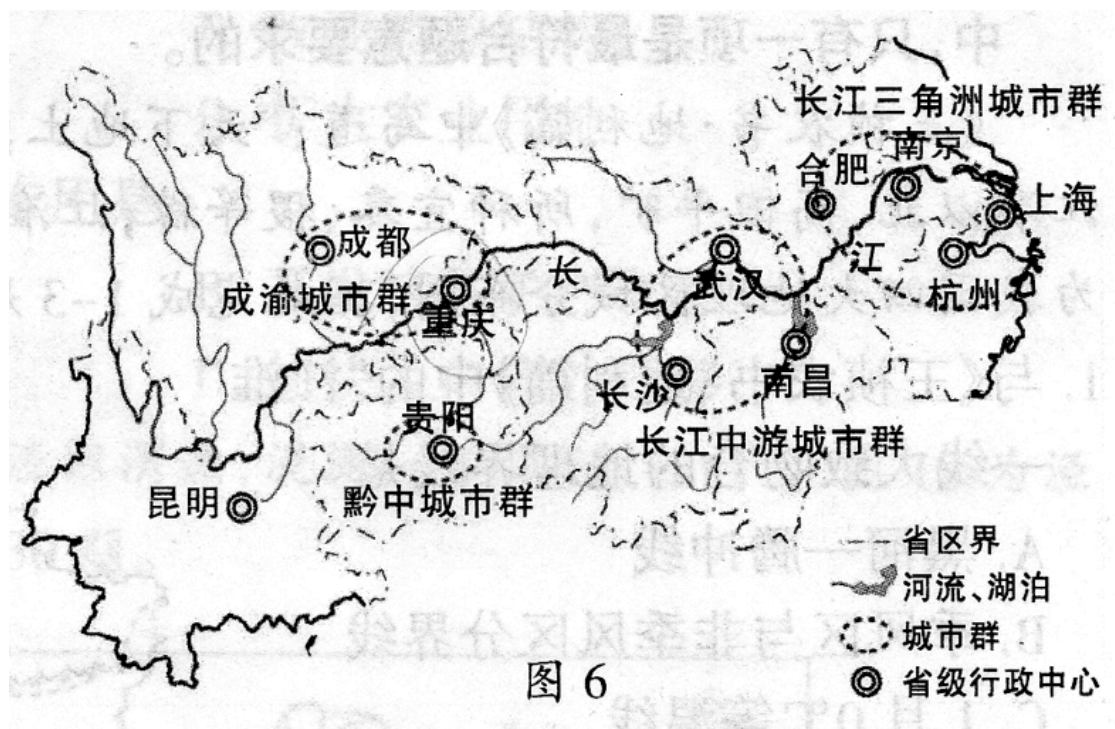 长江三角洲城市群
南京
合肥
上海
成都
长
江
武汉
杭州
成渝城市群
重庆
长沙
南昌
贵阳
长江中游城市群
昆明
黔中城市群
省区界
河流、湖泊
城市群
省级行政中心
图 6